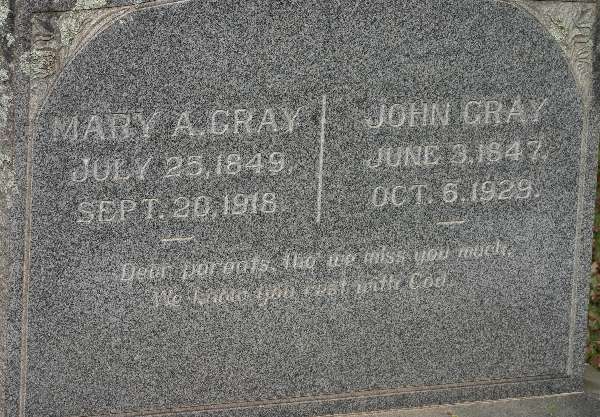 MARY A. GRAY
JULY 25, 1849.
SEPT. 20, 1918
JOHN GRAY
JUNE 3, 1847.
OCT. 6, 1929.
Dear parents, tho' we miss you much,
We know you rest with God.